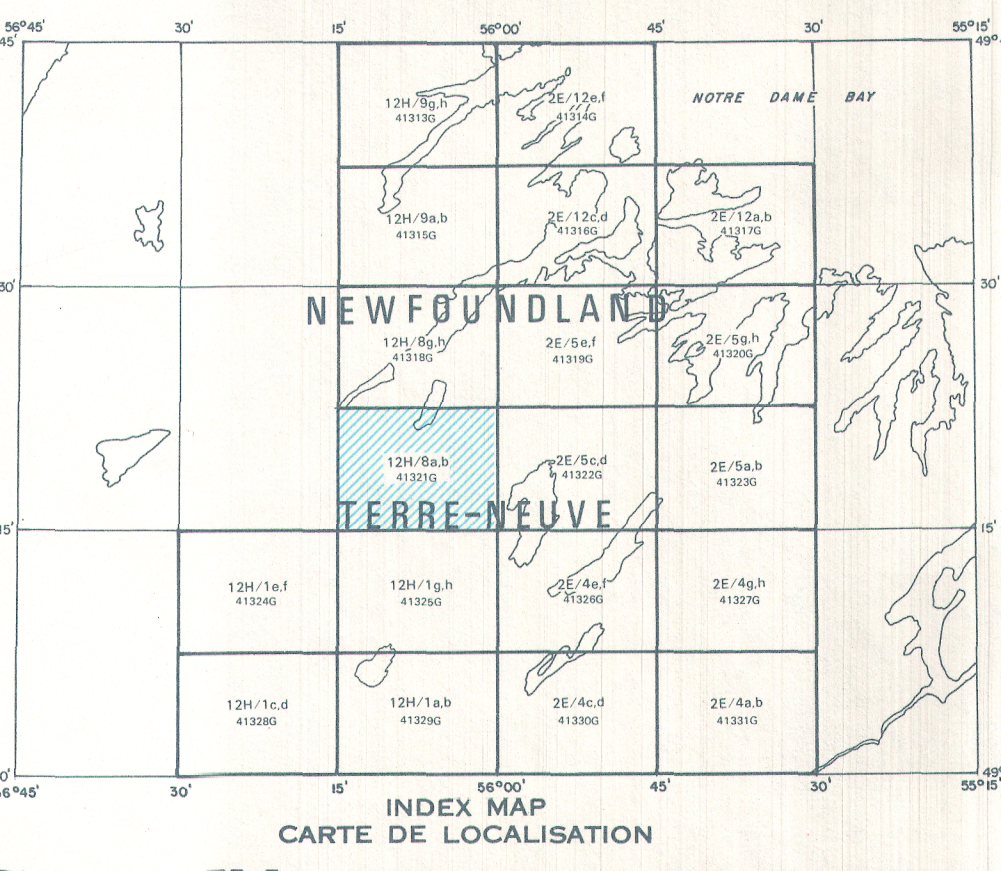 56°45' 30' 15' 56°00' 45' 30' 55°15'
45' 49°
NOTRE DAME BAY
12H/9g,h 2E/12e,f
41313G 41314G
12H/9a,b 2E/12c,d 2E/12a,b
41315G 41316G 41317G
30' 30'
NEWFOUNDLAND
12H/8g,h 2E/5e,f 2E/5g,h
41318G 41319G 41320G
12H/8a,b 2E/5c,d 2E/5a,b
41321G 41322G 41323G
TERRE-NEUVE
15' 15'
12H/1e,f 12H/1g,h 2E/4e,f 2E/4g,h
41324G 41325G 41326G 41327G
12H/1c,d 12H/1a,b 2E/4c,d 2E/4a,b
41328G 41329G 41330G 41331G
0' 49°
6°45' 30' 15' 56°00' 45' 30' 55°15'
INDEX MAP
CARTE DE LOCALISATION